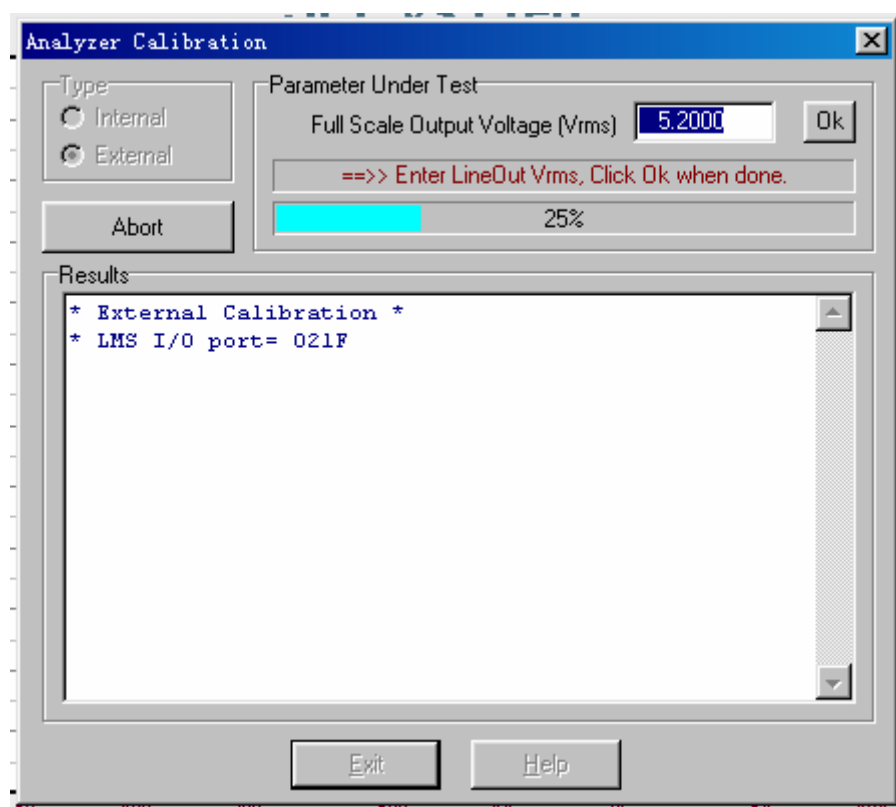 Analyzer Calibration
Type
Internal
External
Abort
Parameter Under Test
Full Scale Output Voltage (Vrms) 5.2000 Ok
==>> Enter LineOut Vrms, Click Ok when done.
25%
Results
* External Calibration *
* LMS I/O port= 021F
Exit Help